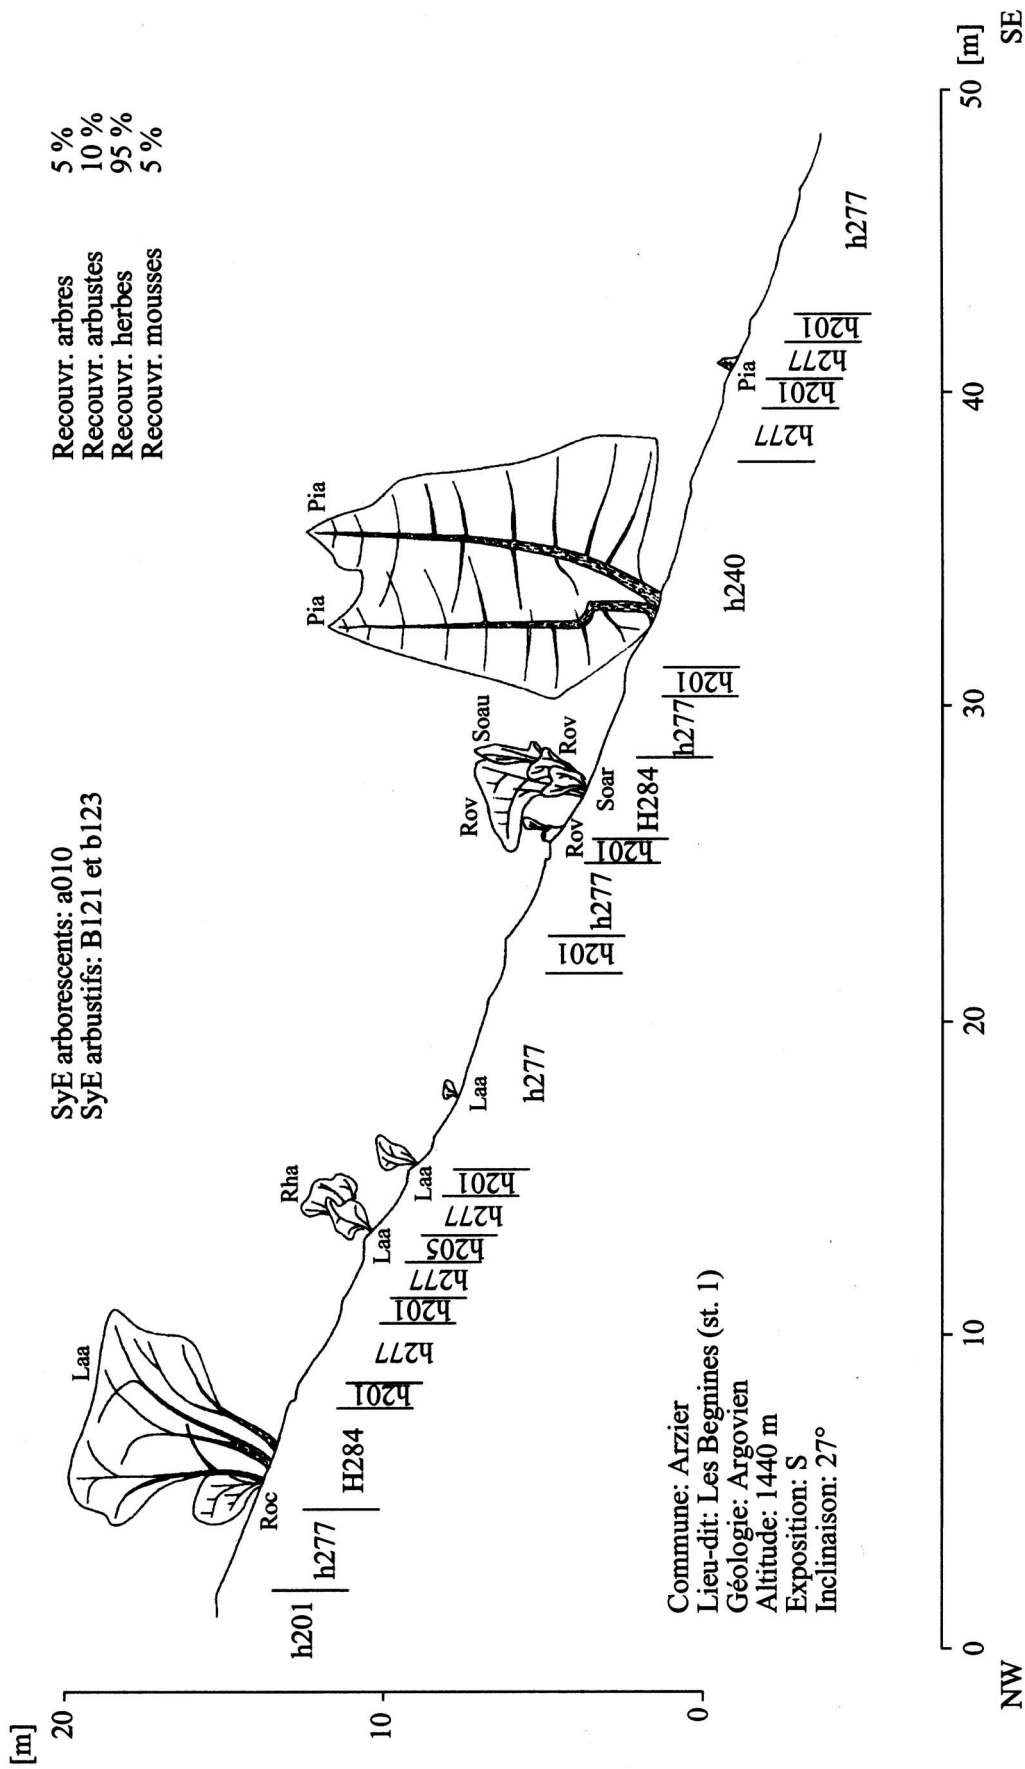 [m]
20
10
0
SyE arborescents: a010
SyE arbustifs: B121 et b123
Recouvr. arbres 5 %
Recouvr. arbustes 10 %
Recouvr. herbes 95 %
Recouvr. mousses 5 %
Laa
Roc
Rha
Laa
Laa
Laa
Rov
Soau
Rov
Rov
Soar
Pia
Pia
Pia
h201
h277
H284
h201
h277
h201
h277
h205
h277
h201
h277
h201
h277
h201
H284
h277
h201
h240
h277
h201
h277
h201
h277
Commune: Arzier
Lieu-dit: Les Begnines (st. 1)
Géologie: Argovien
Altitude: 1440 m
Exposition: S
Inclinaison: 27°
0
10
20
30
40
50
[m]
NW
SE